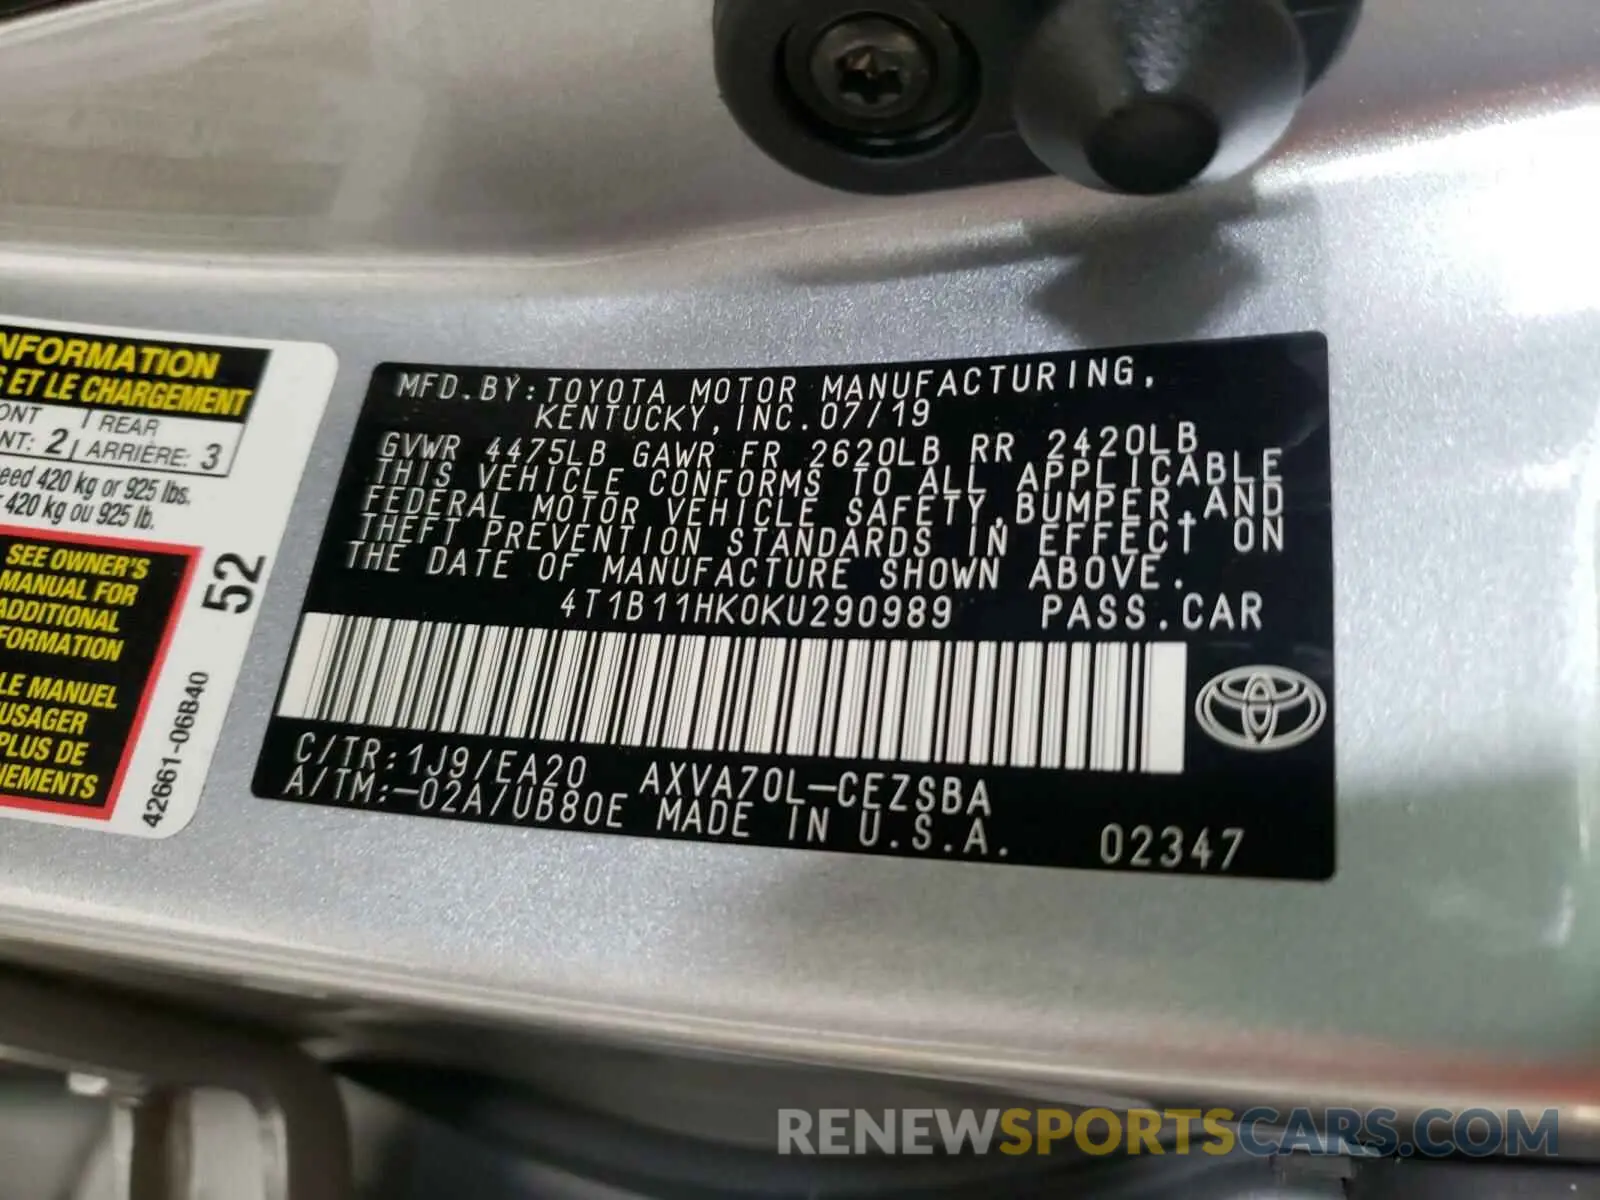 NFORMATION
S ET LE CHARGEMENT
ONT REAR
NT: 2 ARRIÈRE: 3
eed 420 kg or 925 lbs.
420 kg ou 925 lb.
SEE OWNER'S
MANUAL FOR
ADDITIONAL
FORMATION
LE MANUEL
USAGER
PLUS DE
NEMENTS
52
42661-06B40
MFD.BY:TOYOTA MOTOR MANUFACTURING,
KENTUCKY,INC.07/19
GVWR 4475LB GAWR FR 2620LB RR 2420LB
THIS VEHICLE CONFORMS TO ALL APPLICABLE
FEDERAL MOTOR VEHICLE SAFETY,BUMPER,AND
THEFT PREVENTION STANDARDS IN EFFECT ON
THE DATE OF MANUFACTURE SHOWN ABOVE.
4T1B11HK0KU290989 PASS.CAR
C/TR:1J9/EA20 AXVA70L-CEZSBA
A/TM:-02A/UB80E MADE IN U.S.A. 02347
RENEWSPORTSCARS.COM